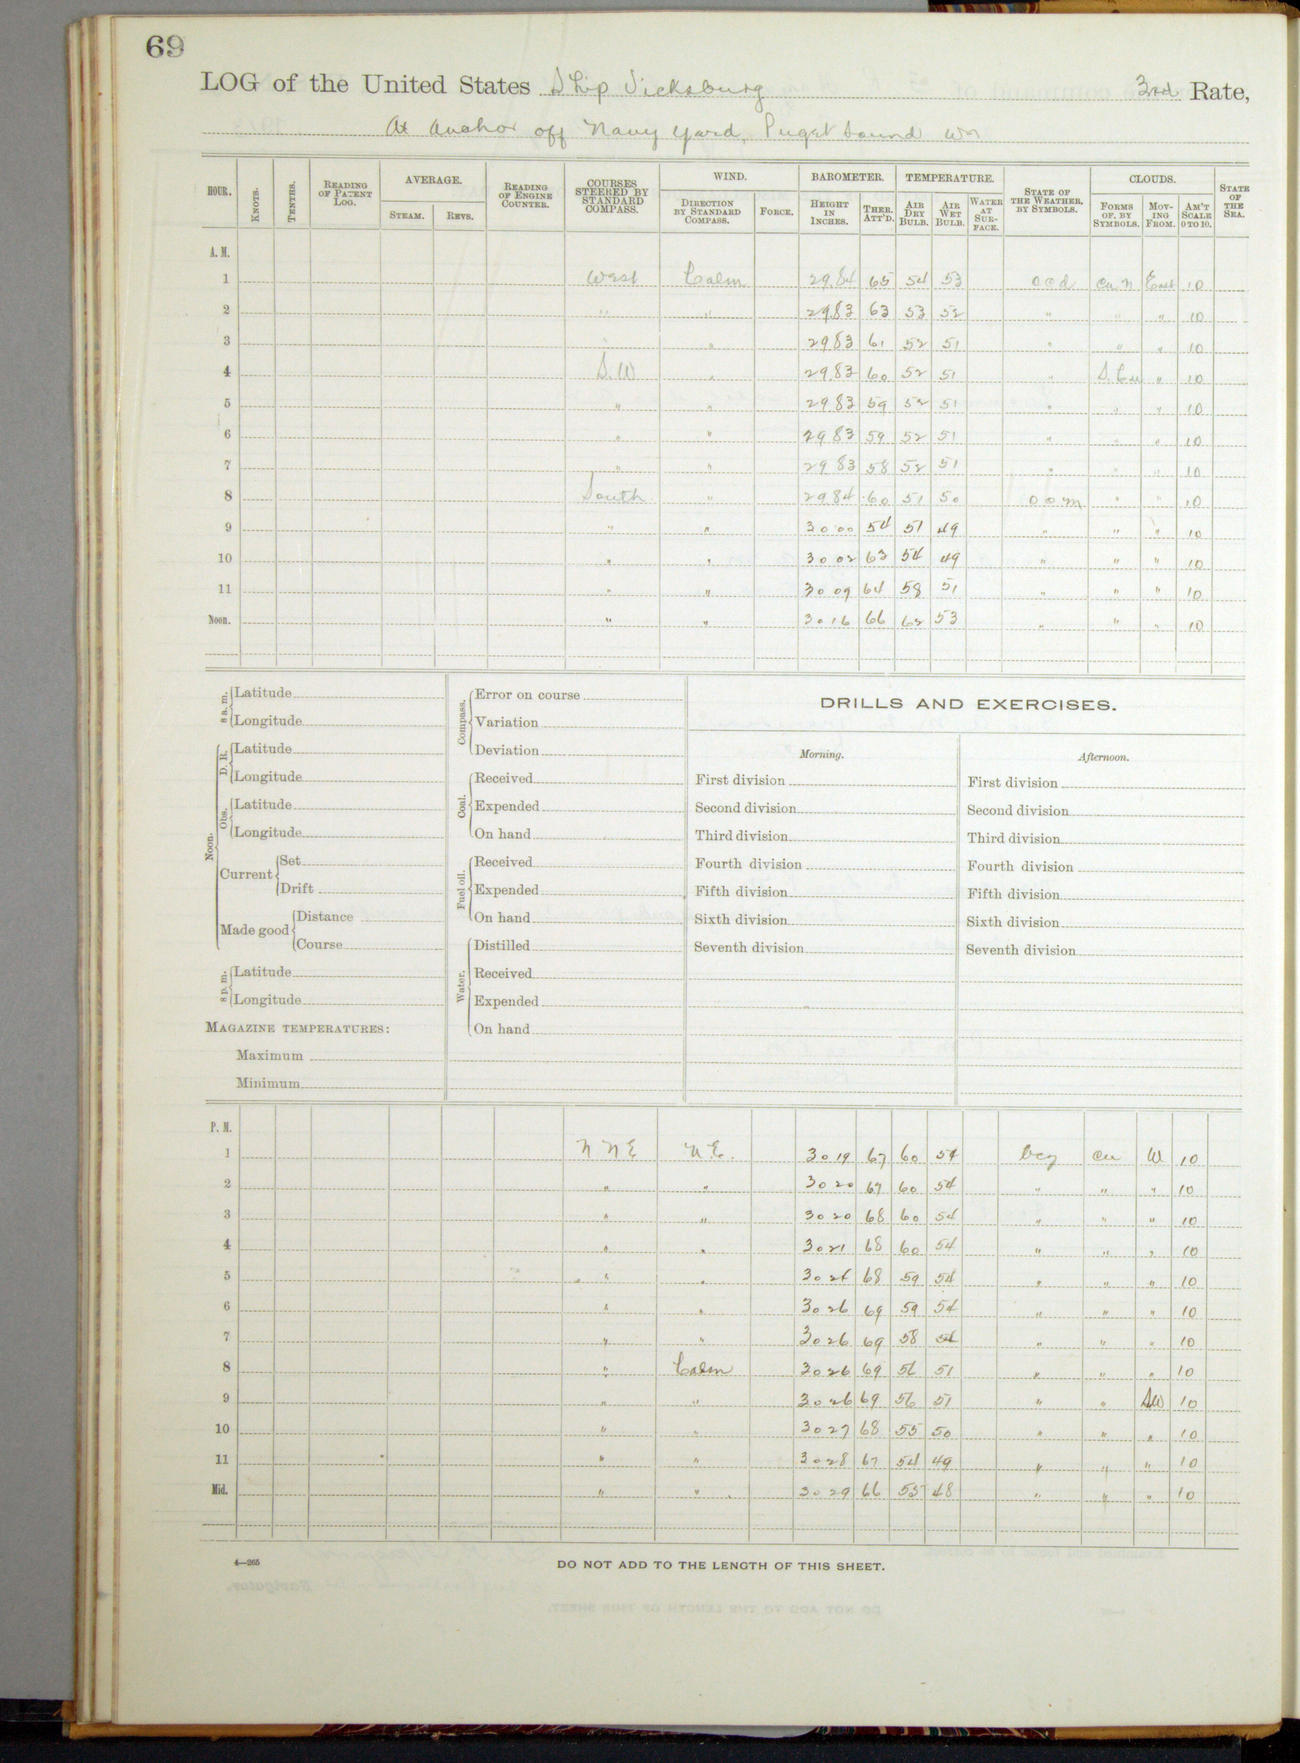 69
LOG of the United States Ship Vicksburg 3rd Rate,
At anchor off Navy Yard, Puget Sound Wn
HOUR. KNOTS. TENTHS. READING OF PATENT LOG. AVERAGE. STEAM. REVS. READING OF ENGINE COUNTER. COURSES STEERED BY STANDARD COMPASS. WIND. DIRECTION BY STANDARD COMPASS. FORCE. BAROMETER. HEIGHT IN INCHES. THER. ATT'D. TEMPERATURE. AIR DRY BULB. AIR WET BULB. WATER AT SURFACE. STATE OF THE WEATHER, BY SYMBOLS. CLOUDS. FORMS OF, BY SYMBOLS. MOVING FROM. AM'T SCALE 0 TO 10. STATE OF THE SEA.
A. M.
1 West Calm 29.84 65 54 53 ocd Cu.N East 10
2 " " 29.83 63 53 52 " " " 10
3 " " 29.83 61 52 51 " " " 10
4 S.W " 29.83 60 52 51 " S.Cu " 10
5 " " 29.83 59 52 51 " " " 10
6 " " 29.83 59 52 51 " " " 10
7 " " 29.83 58 52 51 " " " 10
8 South " 29.84 60 51 50 oom " " 10
9 " " 30.00 54 51 49 " " " 10
10 " " 30.02 63 54 49 " " " 10
11 " " 30.09 64 58 51 " " " 10
Noon. " " 30.16 66 62 53 " " " 10
8 a. m. Latitude
Longitude
Noon. D. R. Latitude
Longitude
Obs. Latitude
Longitude
Current Set
Drift
Made good Distance
Course
8 p. m. Latitude
Longitude
MAGAZINE TEMPERATURES:
Maximum
Minimum
Compass. Error on course
Variation
Deviation
Coal. Received
Expended
On hand
Fuel oil. Received
Expended
On hand
Water. Distilled
Received
Expended
On hand
DRILLS AND EXERCISES.
Morning.
First division
Second division
Third division
Fourth division
Fifth division
Sixth division
Seventh division
Afternoon.
First division
Second division
Third division
Fourth division
Fifth division
Sixth division
Seventh division
P. M.
1 NNE NE. 30.19 67 60 54 bcg cu W 10
2 " " 30.20 67 60 54 " " " 10
3 " " 30.20 68 60 54 " " " 10
4 " " 30.21 68 60 54 " " " 10
5 " " 68 59 54 " " " 10
6 " " 30.26 69 59 54 " " " 10
7 " " 30.26 69 58 " " " 10
8 " Calm 30.26 69 56 51 " " " 10
9 " " 30.26 69 56 51 " " SW 10
10 " " 30.27 68 55 50 " " " 10
11 " " 30.28 67 54 49 " " " 10
Mid. " " 30.29 66 53 48 " " " 10
4—265
DO NOT ADD TO THE LENGTH OF THIS SHEET.